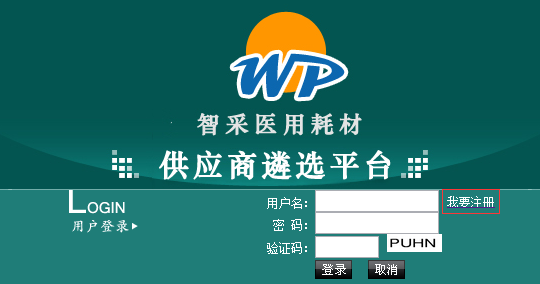 WP
智采医用耗材
供应商遴选平台
LOGIN
用户登录
用户名：
我要注册
密 码：
验证码：
PUHN
登录 取消